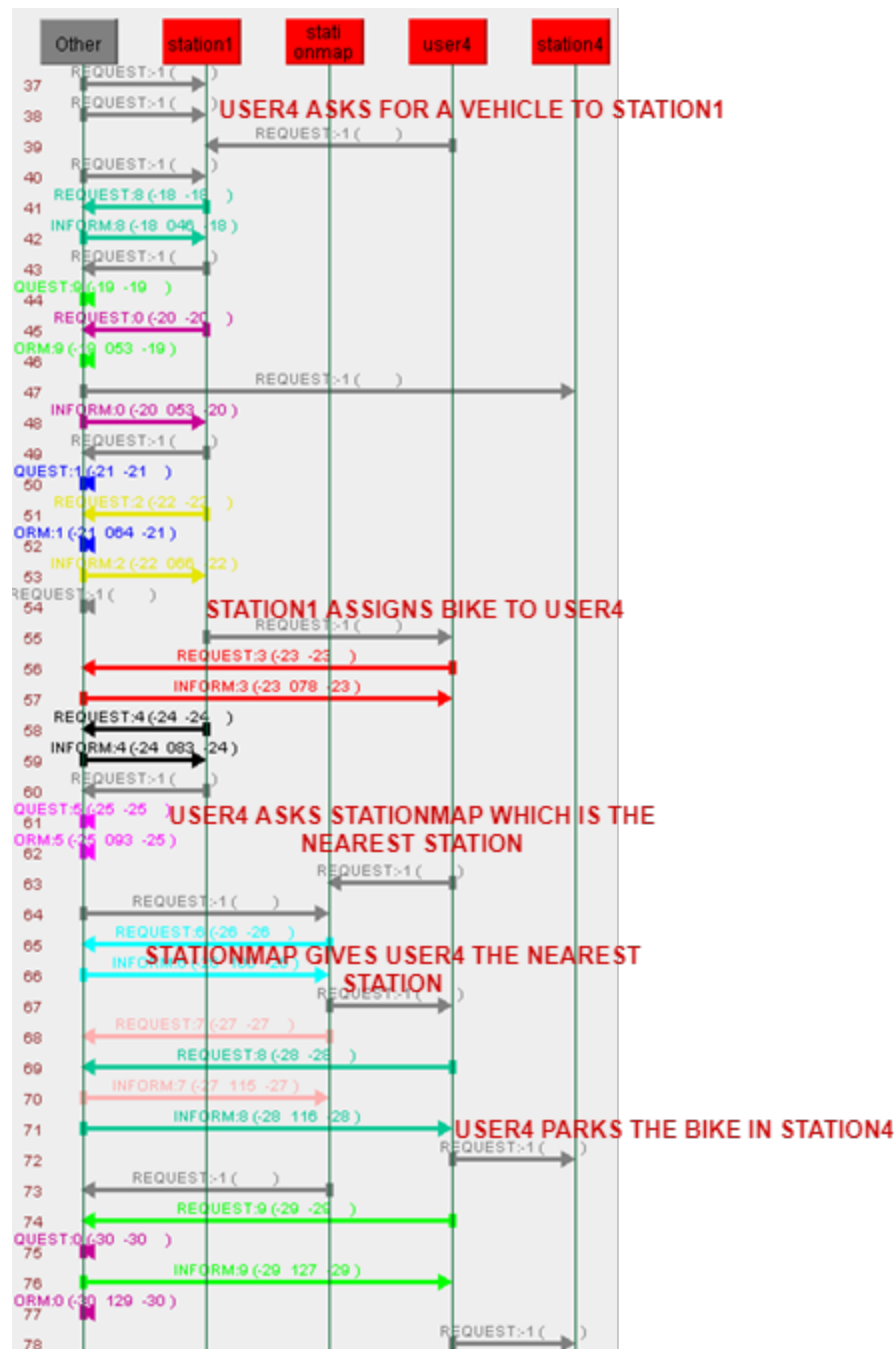 Other station1 stati onmap user4 station4
REQUEST:-1 ( )
37
REQUEST:-1 ( )
38
USER4 ASKS FOR A VEHICLE TO STATION1
REQUEST:-1 ( )
39
REQUEST:-1 ( )
40
REQUEST:8 (-18 -18 )
41
INFORM:8 (-18 046 -18 )
42
REQUEST:-1 ( )
43
QUEST:9 (-19 -19 )
44
REQUEST:0 (-20 -20 )
45
ORM:9 (-19 053 -19 )
46
REQUEST:-1 ( )
47
INFORM:0 (-20 053 -20 )
48
REQUEST:-1 ( )
49
QUEST:1 (-21 -21 )
50
REQUEST:2 (-22 -22 )
51
ORM:1 (-21 064 -21 )
52
INFORM:2 (-22 066 -22 )
53
REQUEST:-1 ( )
54
STATION1 ASSIGNS BIKE TO USER4
REQUEST:-1 ( )
55
REQUEST:3 (-23 -23 )
56
INFORM:3 (-23 078 -23 )
57
REQUEST:4 (-24 -24 )
58
INFORM:4 (-24 083 -24 )
59
REQUEST:-1 ( )
60
QUEST:5 (-25 -25 )
61
USER4 ASKS STATIONMAP WHICH IS THE
NEAREST STATION
ORM:5 (-25 093 -25 )
62
REQUEST:-1 ( )
63
REQUEST:-1 ( )
64
REQUEST:6 (-26 -26 )
65
STATIONMAP GIVES USER4 THE NEAREST
STATION
66
REQUEST:-1 ( )
67
REQUEST:7 (-27 -27 )
68
REQUEST:8 (-28 -28 )
69
INFORM:7 (-27 115 -27 )
70
INFORM:8 (-28 116 -28 )
71
USER4 PARKS THE BIKE IN STATION4
REQUEST:-1 ( )
72
REQUEST:-1 ( )
73
REQUEST:9 (-29 -29 )
74
QUEST:0 (-30 -30 )
75
INFORM:9 (-29 127 -29 )
76
ORM:0 (-30 129 -30 )
77
REQUEST:-1 ( )
78